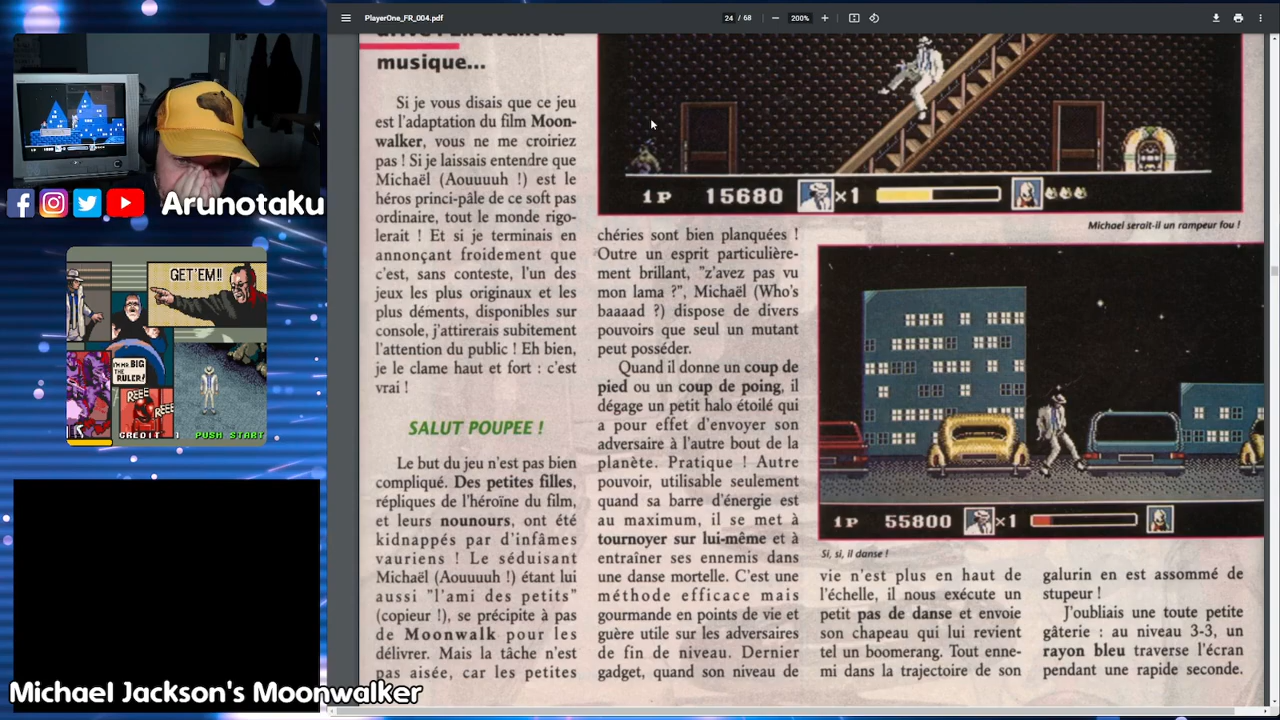 PlayerOne_FR_004.pdf
24 / 68
200%
musique...
Si je vous disais que ce jeu
est l'adaptation du film Moon-
walker, vous ne me croiriez
pas ! Si je laissais entendre que
Michaël (Aouuuuh !) est le
héros princi-pâle de ce soft pas
ordinaire, tout le monde rigo-
lerait ! Et si je terminais en
annonçant froidement que
c'est, sans conteste, l'un des
jeux les plus originaux et les
plus déments, disponibles sur
console, j'attirerais subitement
l'attention du public ! Eh bien,
je le clame haut et fort : c'est
vrai !
SALUT POUPEE !
Le but du jeu n'est pas bien
compliqué. Des petites filles,
répliques de l'héroïne du film,
et leurs nounours, ont été
kidnappés par d'infâmes
vauriens ! Le séduisant
Michaël (Aouuuuh !) étant lui
aussi "l'ami des petits"
(copieur !), se précipite à pas
de Moonwalk pour les
délivrer. Mais la tâche n'est
pas aisée, car les petites
1P 15680 ×1
Michael serait-il un rampeur fou !
chéries sont bien planquées !
Outre un esprit particulière-
ment brillant, "z'avez pas vu
mon lama ?", Michaël (Who's
baaaad ?) dispose de divers
pouvoirs que seul un mutant
peut posséder.
Quand il donne un coup de
pied ou un coup de poing, il
dégage un petit halo étoilé qui
a pour effet d'envoyer son
adversaire à l'autre bout de la
planète. Pratique ! Autre
pouvoir, utilisable seulement
quand sa barre d'énergie est
au maximum, il se met à
tournoyer sur lui-même et à
entraîner ses ennemis dans
une danse mortelle. C'est une
méthode efficace mais
gourmande en points de vie et
guère utile sur les adversaires
de fin de niveau. Dernier
gadget, quand son niveau de
1P 55800 ×1
Si, si, il danse !
vie n'est plus en haut de
l'échelle, il nous exécute un
petit pas de danse et envoie
son chapeau qui lui revient
tel un boomerang. Tout enne-
mi dans la trajectoire de son
galurin en est assommé de
stupeur !
J'oubliais une toute petite
gâterie : au niveau 3-3, un
rayon bleu traverse l'écran
pendant une rapide seconde.
Arunotaku
GET'EM!!
I'M MR. BIG
THE
RULER!
REEE
REEE
CREDIT
PUSH START
Michael Jackson's Moonwalker